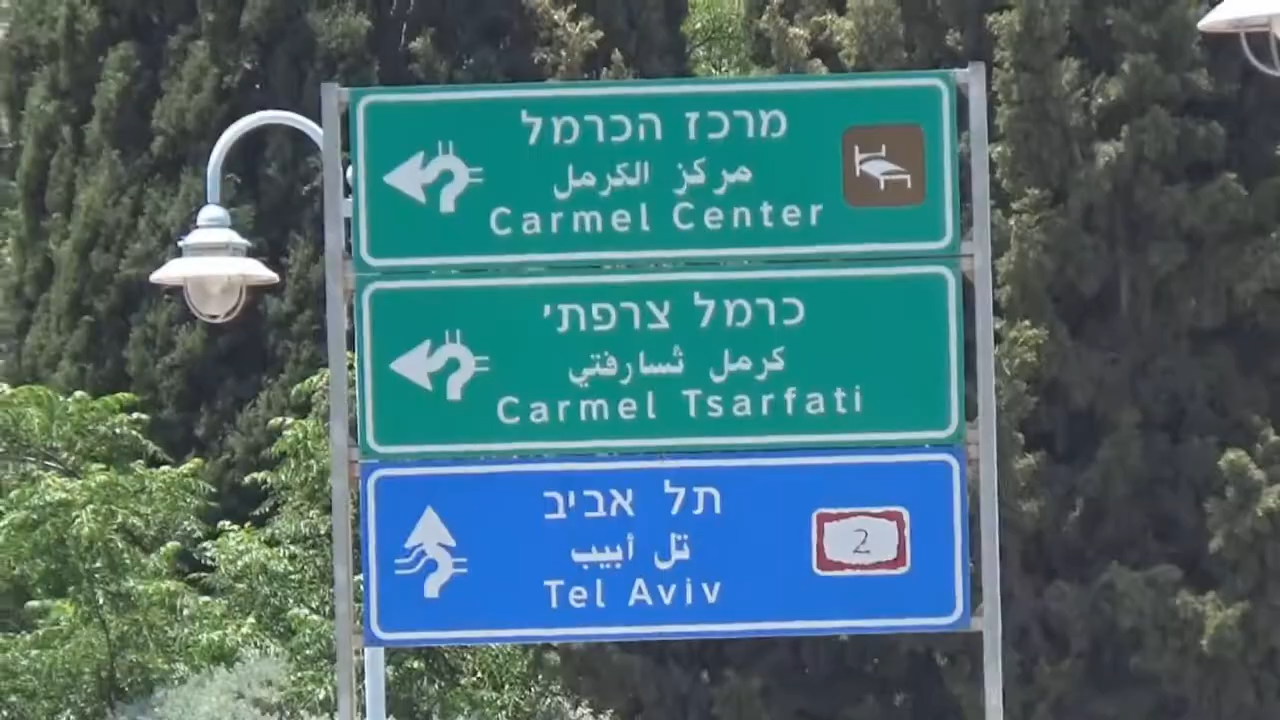 מרכז הכרמל
مركز الكرمل
Carmel Center
כרמל צרפתי
كرمل تسارفتي
Carmel Tsarfati
תל אביב
تل أبيب
Tel Aviv
2